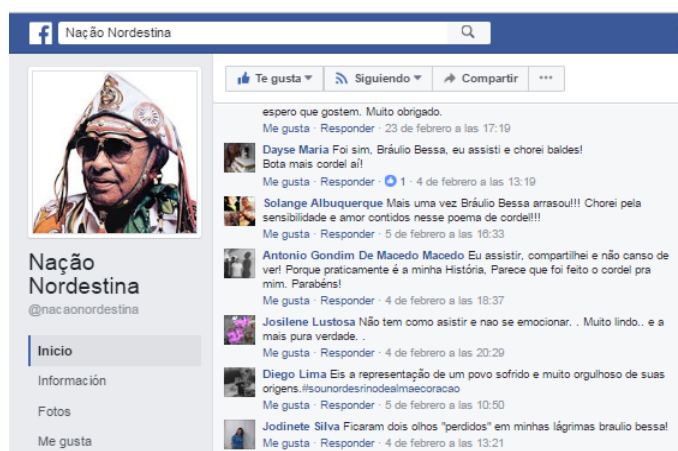 Nação Nordestina
Te gusta
Siguiendo
Compartir
Nação
Nordestina
@nacaonordestina
Inicio
Información
Fotos
Me gusta
espero que gostem. Muito obrigado.
Me gusta · Responder · 23 de febrero a las 17:19
Dayse Maria Foi sim, Bráulio Bessa, eu assisti e chorei baldes!
Bota mais cordel aí!
Me gusta · Responder · 1 · 4 de febrero a las 13:19
Solange Albuquerque Mais uma vez Bráulio Bessa arrasou!!! Chorei pela
sensibilidade e amor contidos nesse poema de cordel!!!
Me gusta · Responder · 5 de febrero a las 16:33
Antonio Gondim De Macedo Macedo Eu assistir, compartilhei e não canso de
ver! Porque praticamente é a minha História, Parece que foi feito o cordel pra
mim. Parabéns!
Me gusta · Responder · 4 de febrero a las 18:37
Josilene Lustosa Não tem como asistir e nao se emocionar. . Muito lindo.. e a
mais pura verdade. .
Me gusta · Responder · 4 de febrero a las 20:29
Diego Lima Eis a representação de um povo sofrido e muito orgulhoso de suas
origens.#sounordesrinodealmaecoracao
Me gusta · Responder · 5 de febrero a las 10:50
Jodinete Silva Ficaram dois olhos "perdidos" em minhas lágrimas braulio bessa!
Me gusta · Responder · 4 de febrero a las 13:21